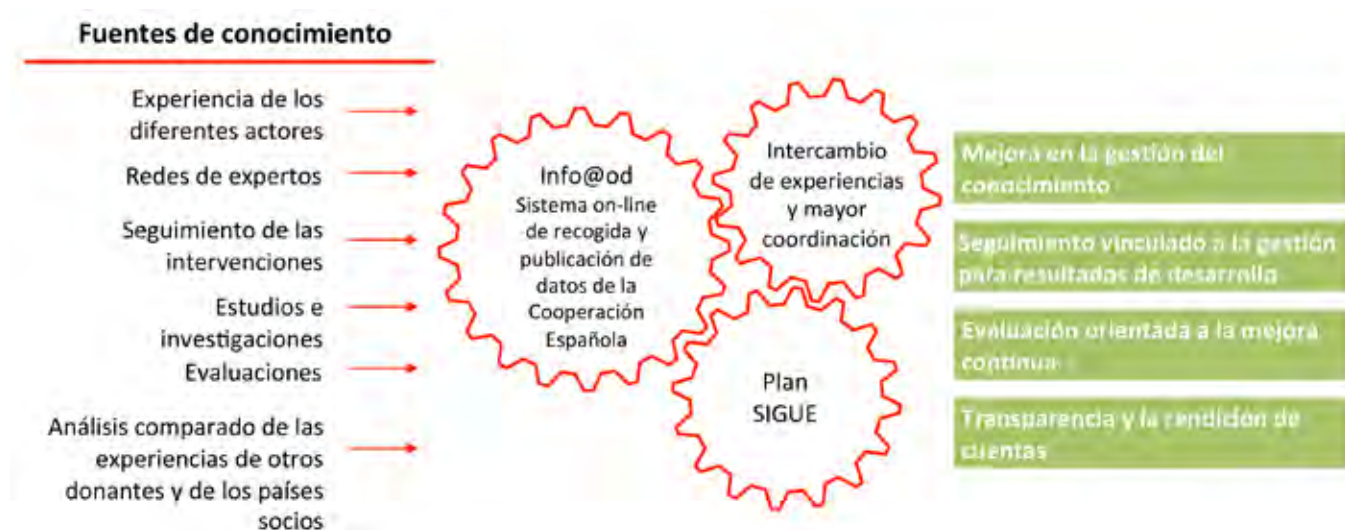 Fuentes de conocimiento
Experiencia de los
diferentes actores
Redes de expertos
Seguimiento de las
intervenciones
Estudios e
investigaciones
Evaluaciones
Análisis comparado de las
experiencias de otros
donantes y de los países
socios
Info@od
Sistema on-line
de recogida y
publicación de
datos de la
Cooperación
Española
Intercambio
de experiencias
y mayor
coordinación
Plan
SIGUE
Mejora en la gestión del
conocimiento
Seguimiento vinculado a la gestión
para resultados de desarrollo
Evaluación orientada a la mejora
continua
Transparencia y la rendición de
cuentas